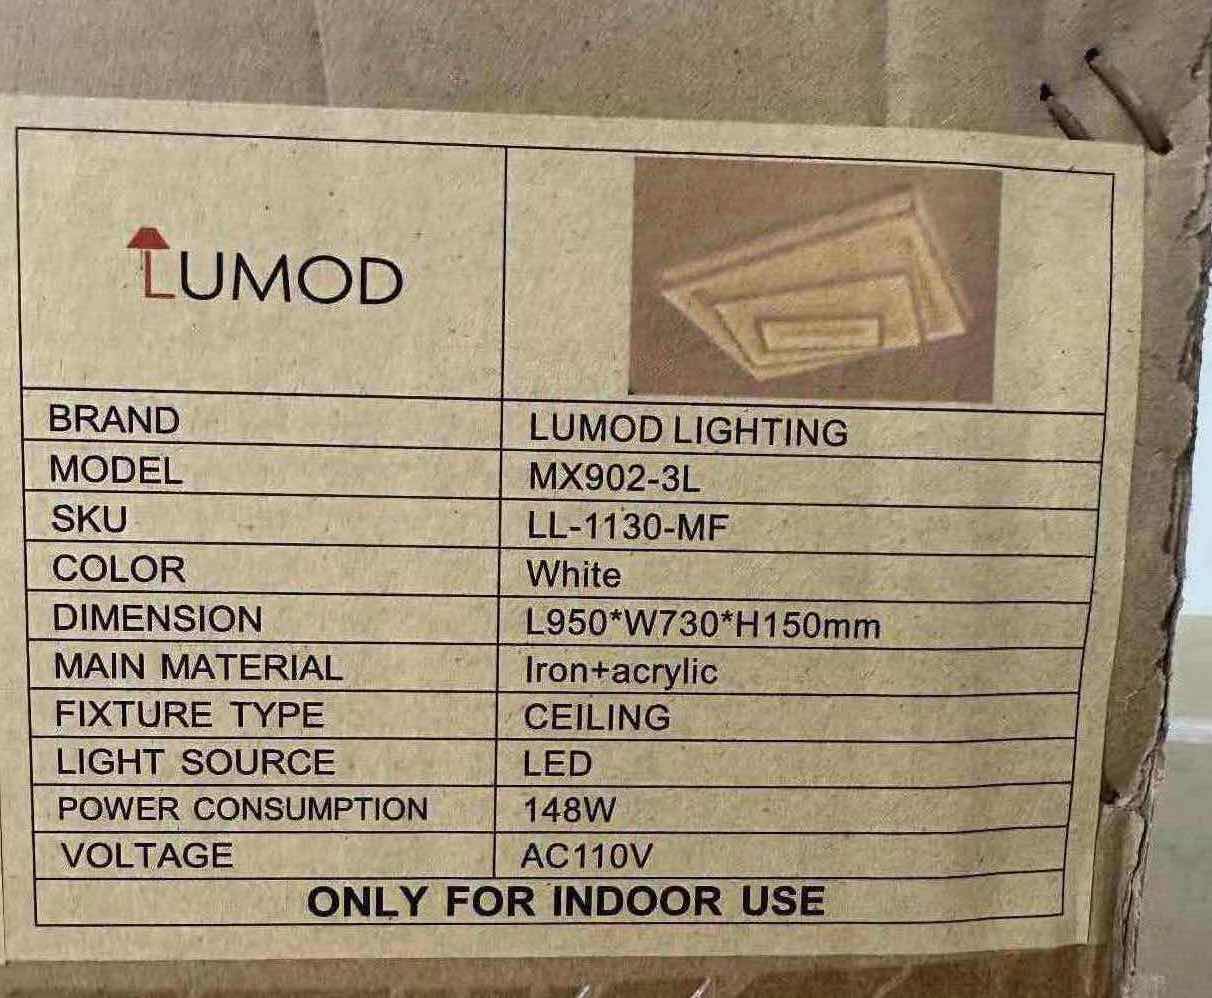 LUMOD
BRAND LUMOD LIGHTING
MODEL MX902-3L
SKU LL-1130-MF
COLOR White
DIMENSION L950*W730*H150mm
MAIN MATERIAL Iron+acrylic
FIXTURE TYPE CEILING
LIGHT SOURCE LED
POWER CONSUMPTION 148W
VOLTAGE AC110V
ONLY FOR INDOOR USE